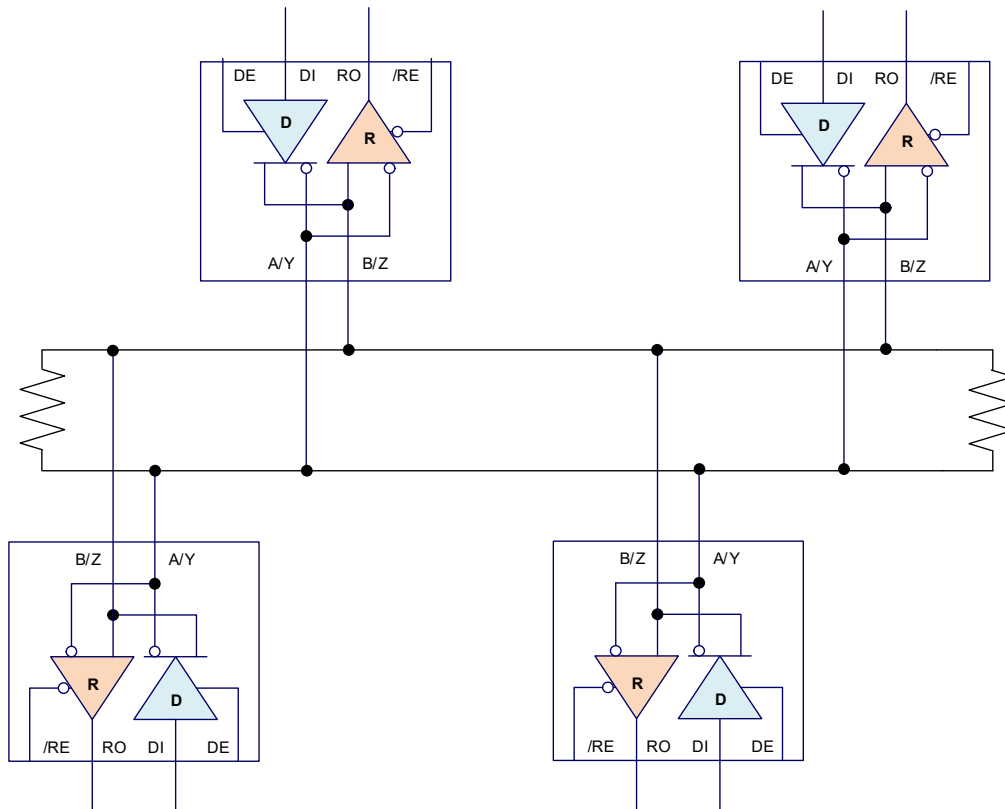 DE DI RO /RE
D R
A/Y B/Z
DE DI RO /RE
D R
A/Y B/Z
B/Z A/Y
R D
/RE RO DI DE
B/Z A/Y
R D
/RE RO DI DE